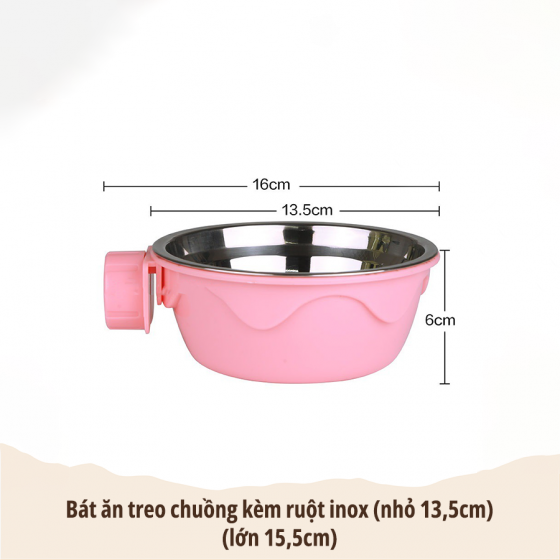 16cm
13.5cm
6cm
Bát ăn treo chuồng kèm ruột inox (nhỏ 13,5cm)
(lớn 15,5cm)